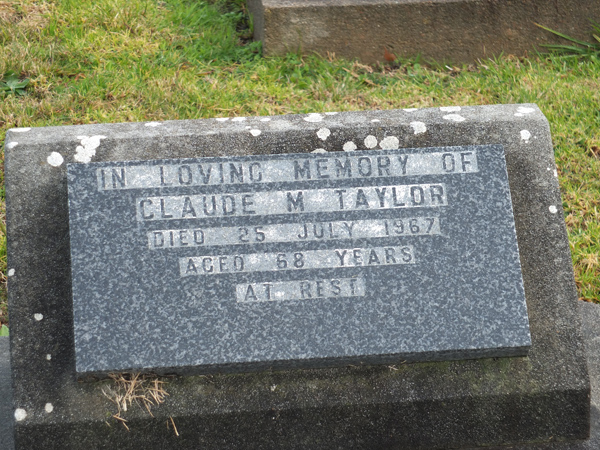 IN LOVING MEMORY OF
CLAUDE M TAYLOR
DIED 25 JULY 1967
AGED 68 YEARS
AT REST